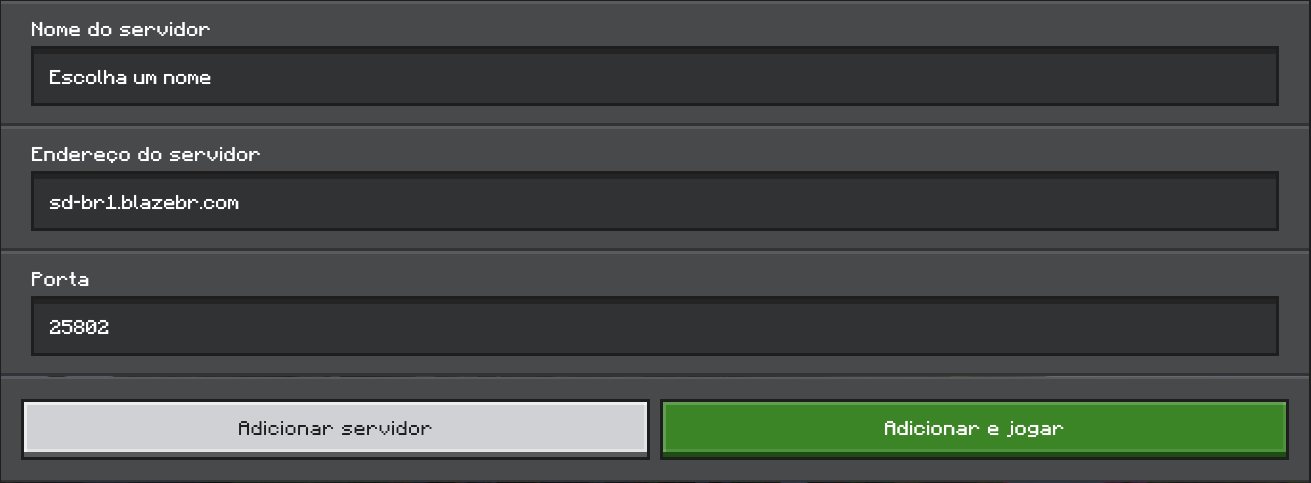 Nome do servidor
Escolha um nome
Endereço do servidor
sd-br1.blazebr.com
Porta
25802
Adicionar servidor
Adicionar e jogar